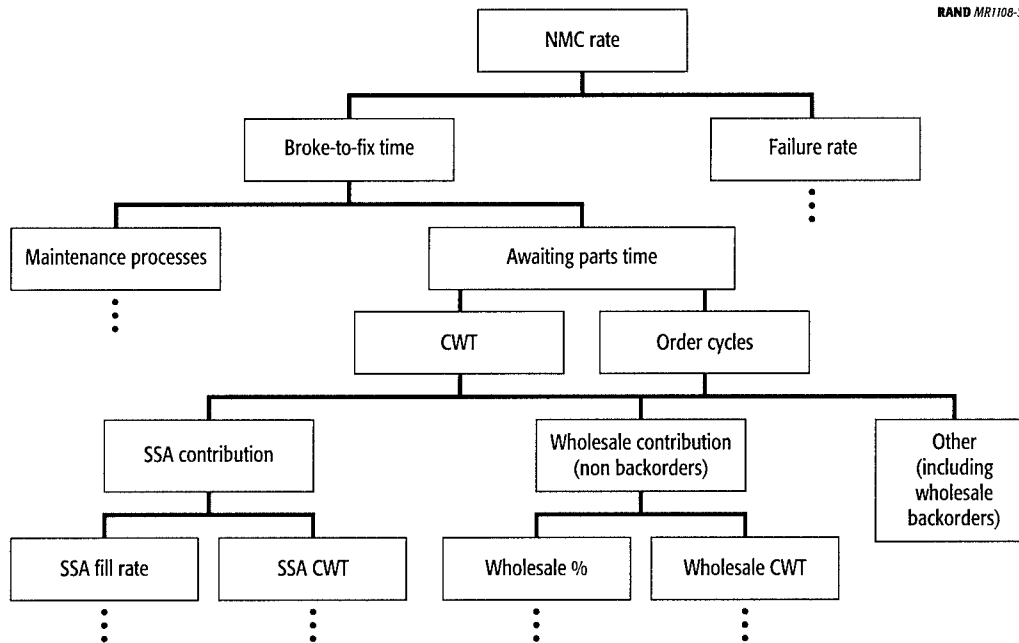 RAND MR1108-
NMC rate
Broke-to-fix time
Failure rate
Maintenance processes
Awaiting parts time
CWT
Order cycles
SSA contribution
Wholesale contribution
(non backorders)
Other
(including
wholesale
backorders)
SSA fill rate
SSA CWT
Wholesale %
Wholesale CWT